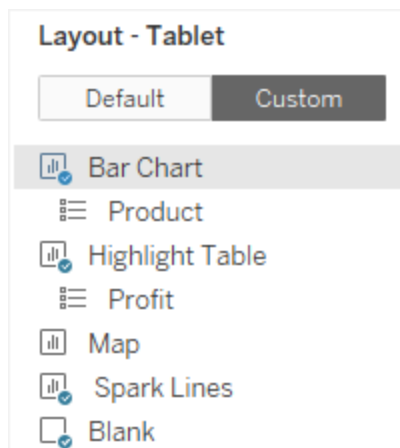 Layout - Tablet
Default Custom
Bar Chart
Product
Highlight Table
Profit
Map
Spark Lines
Blank